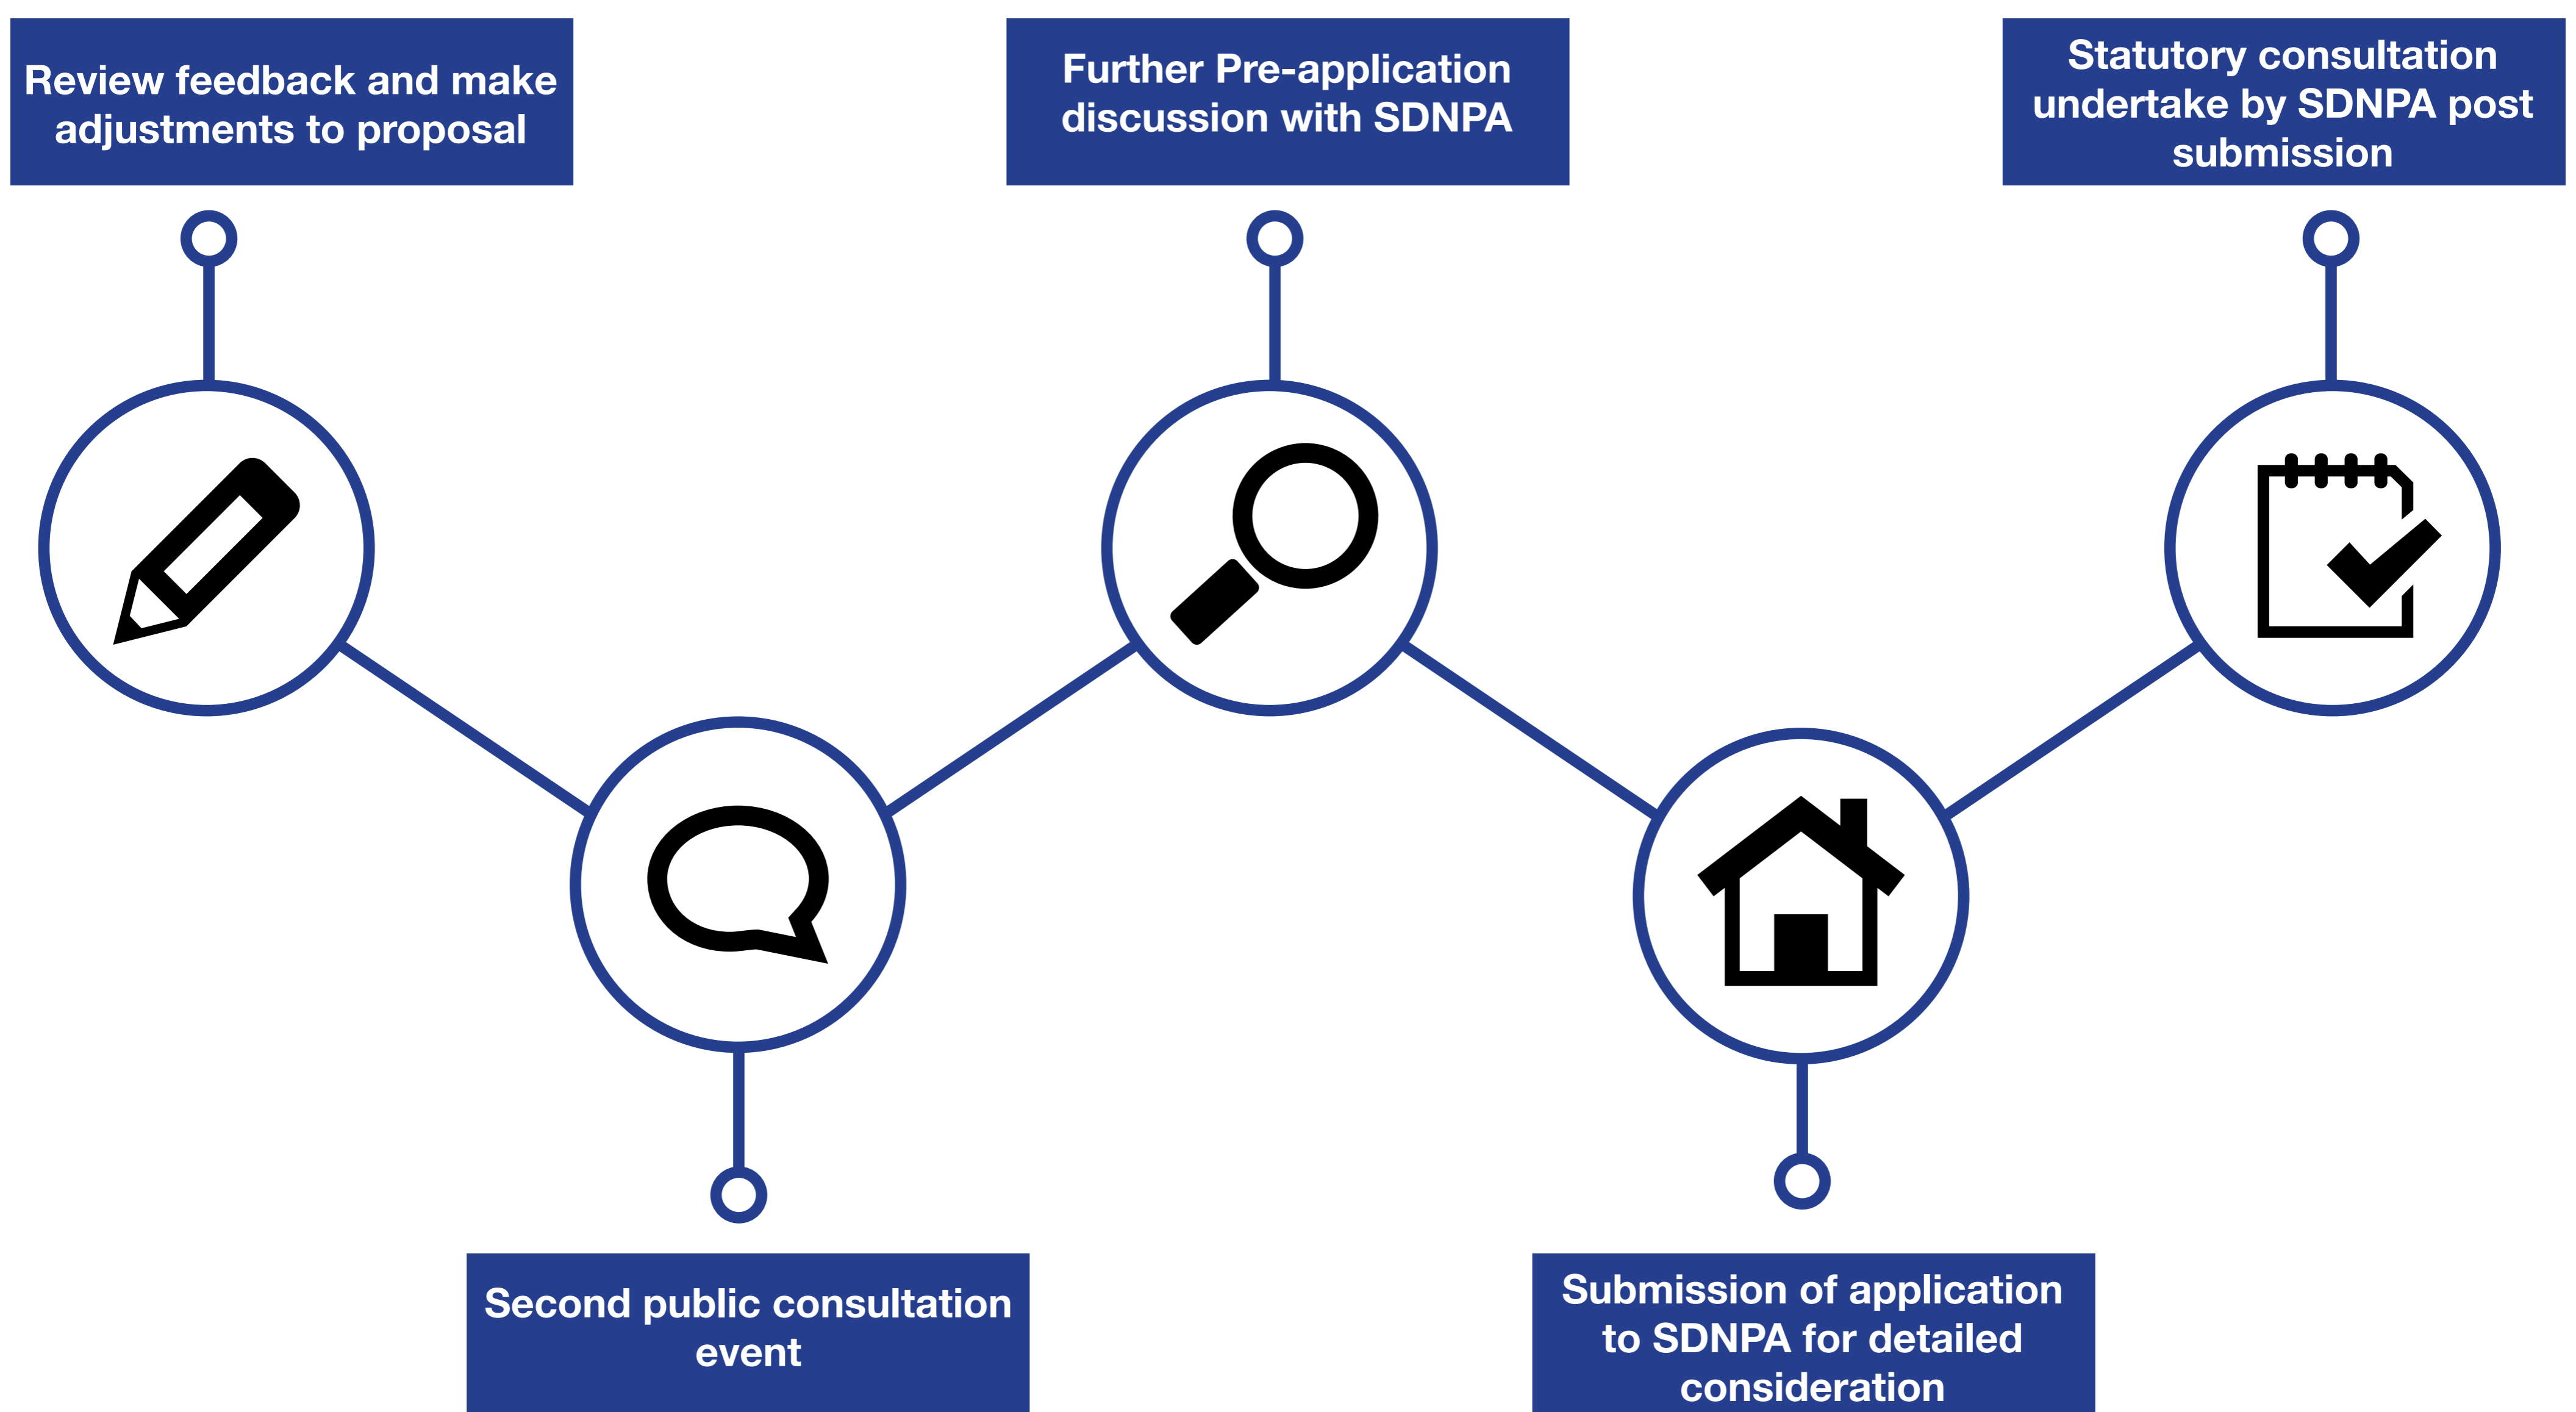 Review feedback and make
adjustments to proposal
Second public consultation
event
Further Pre-application
discussion with SDNPA
Submission of application
to SDNPA for detailed
consideration
Statutory consultation
undertake by SDNPA post
submission